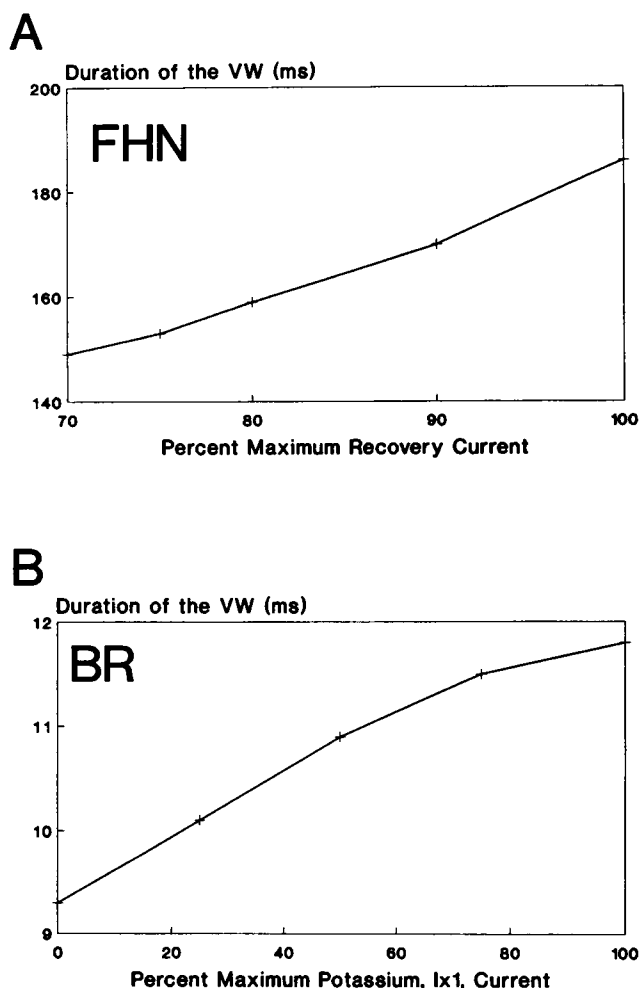 A
Duration of the VW (ms)
200
FHN
180
160
140
70 80 90 100
Percent Maximum Recovery Current
B
Duration of the VW (ms)
12
BR
11
10
9
0 20 40 60 80 100
Percent Maximum Potassium, Ix1, Current